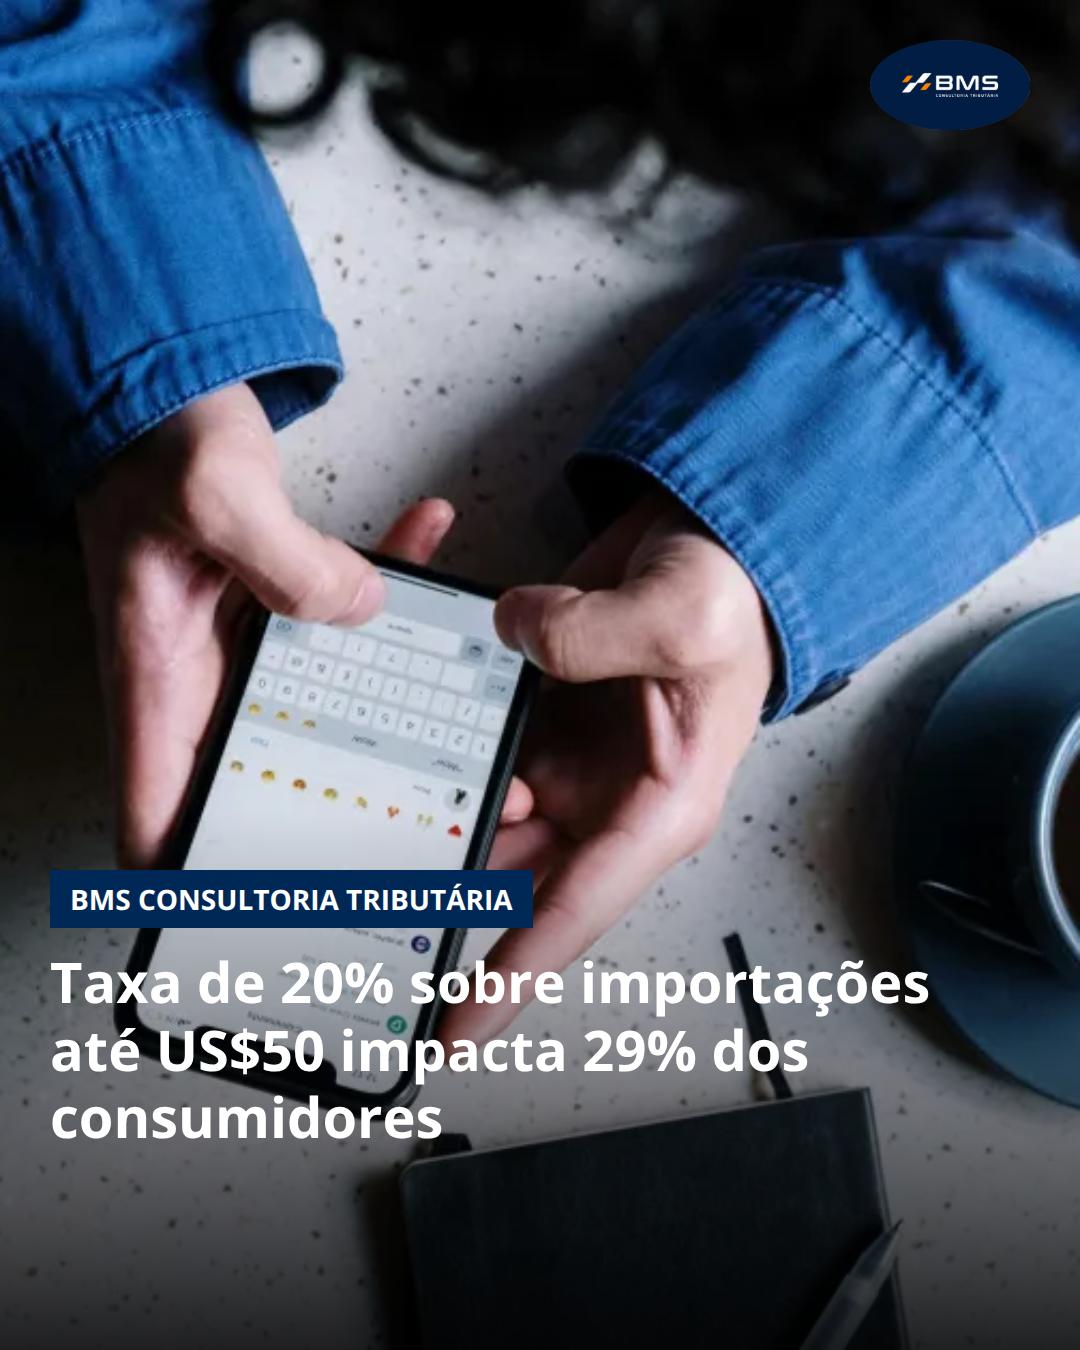 BMS
CONSULTORIA TRIBUTÁRIA
BMS CONSULTORIA TRIBUTÁRIA
Taxa de 20% sobre importações
até US$50 impacta 29% dos
consumidores